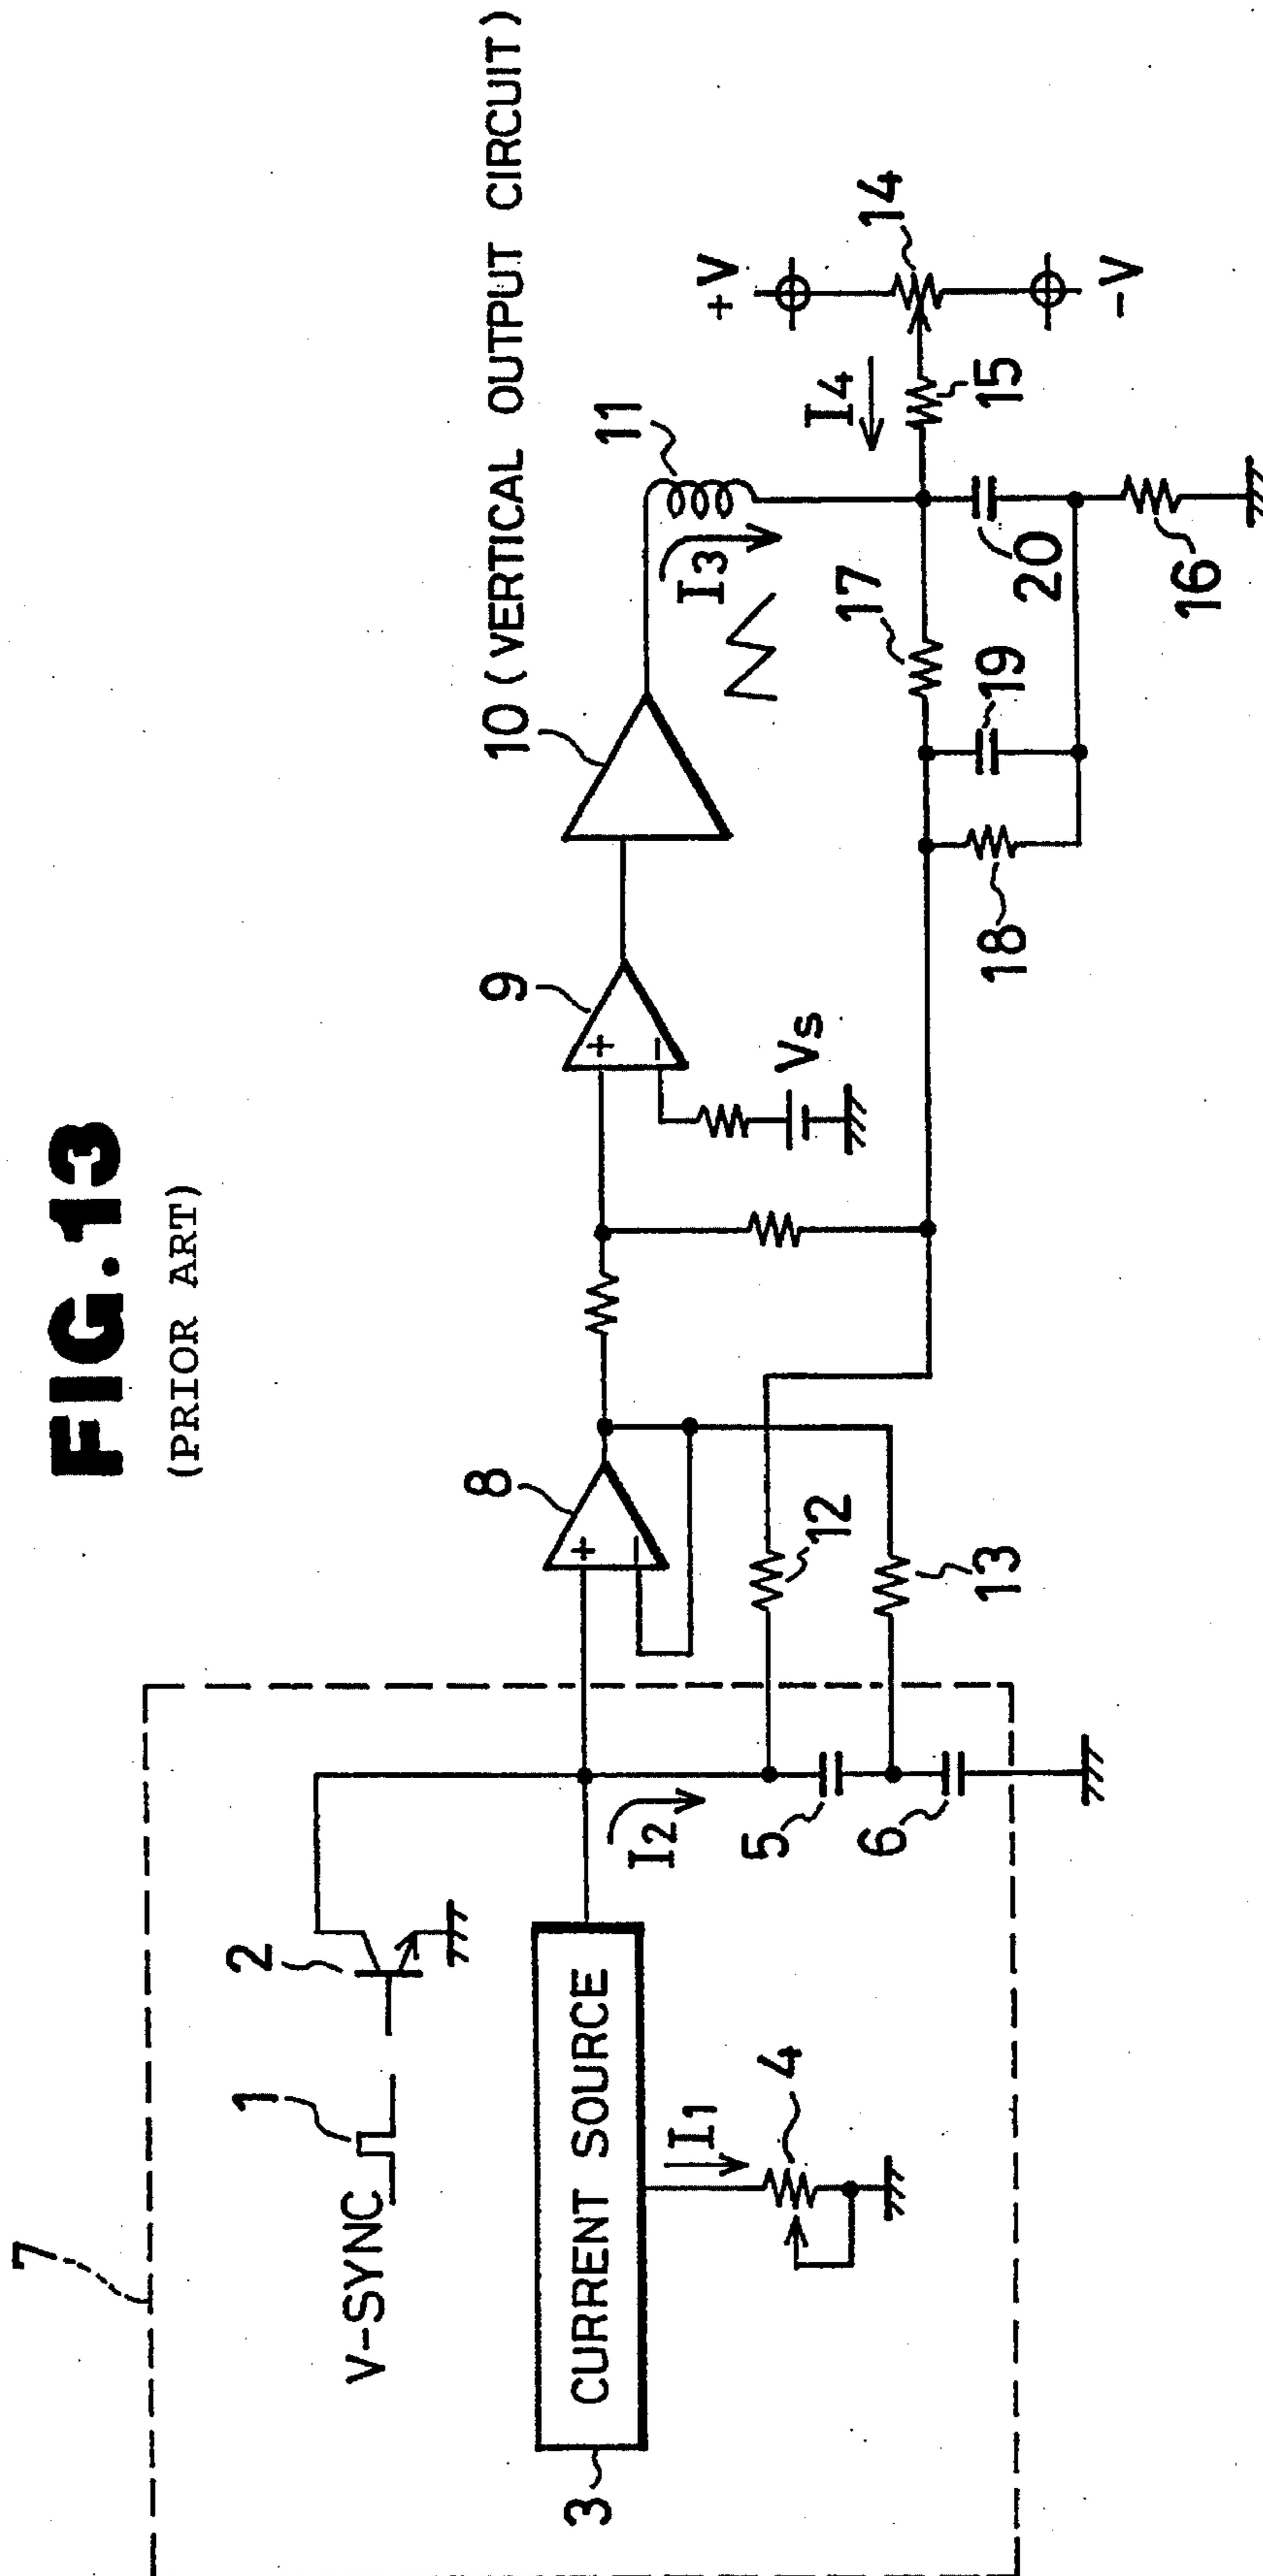 FIG.13
(PRIOR ART)
10 (VERTICAL OUTPUT CIRCUIT)
7
1
2
V-SYNC
3
CURRENT SOURCE
I1
4
I2
5
6
8
+
−
12
13
9
+
−
Vs
I3
11
17
18
19
20
16
I4
15
14
+V
−V